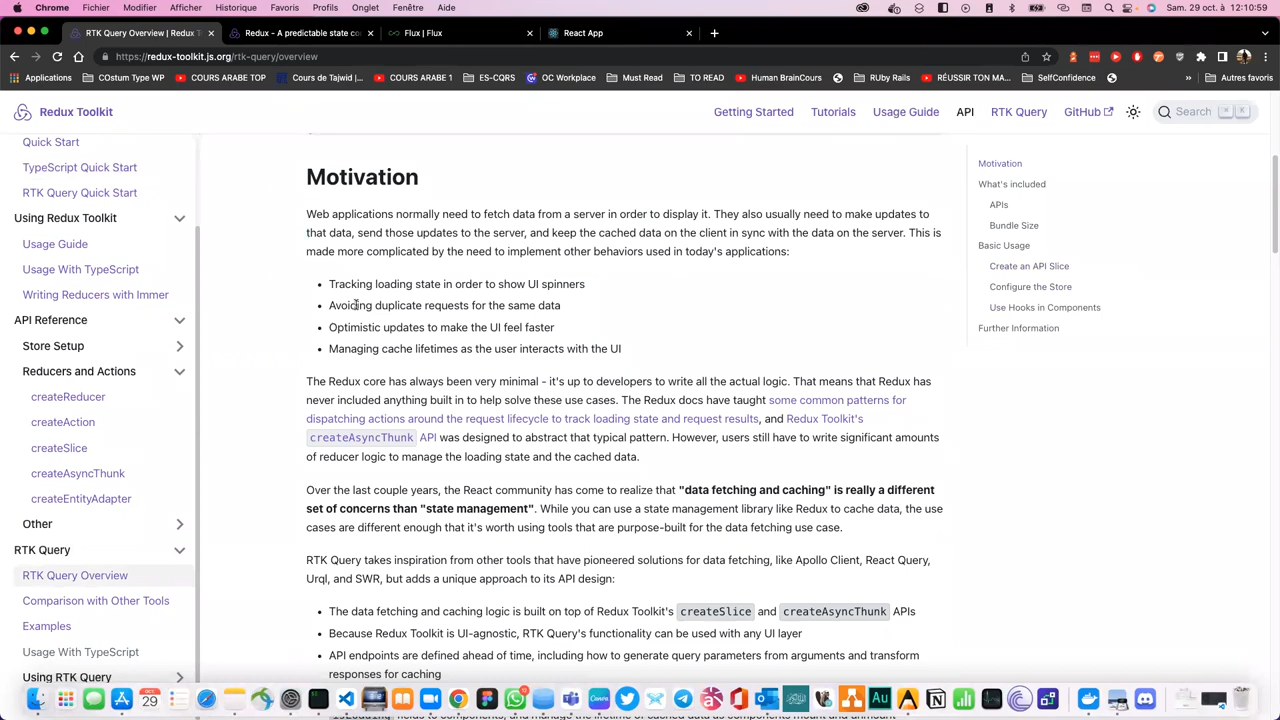 Chrome Fichier Modifier Affichage Historique Favoris Profils Onglet Fenêtre Aide Sam. 29 oct. à 12:10:59
RTK Query Overview | Redux T Redux - A predictable state co Flux | Flux React App
https://redux-toolkit.js.org/rtk-query/overview
Applications COstum Type WP COURS ARABE TOP Cours de Tajwid |... COURS ARABE 1 ES-CQRS OC Workplace Must Read TO READ Human BrainCours RUby Rails RÉUSSIR TON MA... SelfConfidence » Autres favoris
Redux Toolkit Getting Started Tutorials Usage Guide API RTK Query GitHub Search K
Quick Start
TypeScript Quick Start
RTK Query Quick Start
Using Redux Toolkit
Usage Guide
Usage With TypeScript
Writing Reducers with Immer
API Reference
Store Setup
Reducers and Actions
createReducer
createAction
createSlice
createAsyncThunk
createEntityAdapter
Other
RTK Query
RTK Query Overview
Comparison with Other Tools
Examples
Usage With TypeScript
Using RTK Query
Motivation
Web applications normally need to fetch data from a server in order to display it. They also usually need to make updates to
that data, send those updates to the server, and keep the cached data on the client in sync with the data on the server. This is
made more complicated by the need to implement other behaviors used in today's applications:
• Tracking loading state in order to show UI spinners
• Avoiding duplicate requests for the same data
• Optimistic updates to make the UI feel faster
• Managing cache lifetimes as the user interacts with the UI
The Redux core has always been very minimal - it's up to developers to write all the actual logic. That means that Redux has
never included anything built in to help solve these use cases. The Redux docs have taught some common patterns for
dispatching actions around the request lifecycle to track loading state and request results, and Redux Toolkit's
createAsyncThunk API was designed to abstract that typical pattern. However, users still have to write significant amounts
of reducer logic to manage the loading state and the cached data.
Over the last couple years, the React community has come to realize that "data fetching and caching" is really a different
set of concerns than "state management". While you can use a state management library like Redux to cache data, the use
cases are different enough that it's worth using tools that are purpose-built for the data fetching use case.
RTK Query takes inspiration from other tools that have pioneered solutions for data fetching, like Apollo Client, React Query,
Urql, and SWR, but adds a unique approach to its API design:
• The data fetching and caching logic is built on top of Redux Toolkit's createSlice and createAsyncThunk APIs
• Because Redux Toolkit is UI-agnostic, RTK Query's functionality can be used with any UI layer
• API endpoints are defined ahead of time, including how to generate query parameters from arguments and transform
responses for caching
Motivation
What's included
APIs
Bundle Size
Basic Usage
Create an API Slice
Configure the Store
Use Hooks in Components
Further Information
OCT
29
Canva
Au